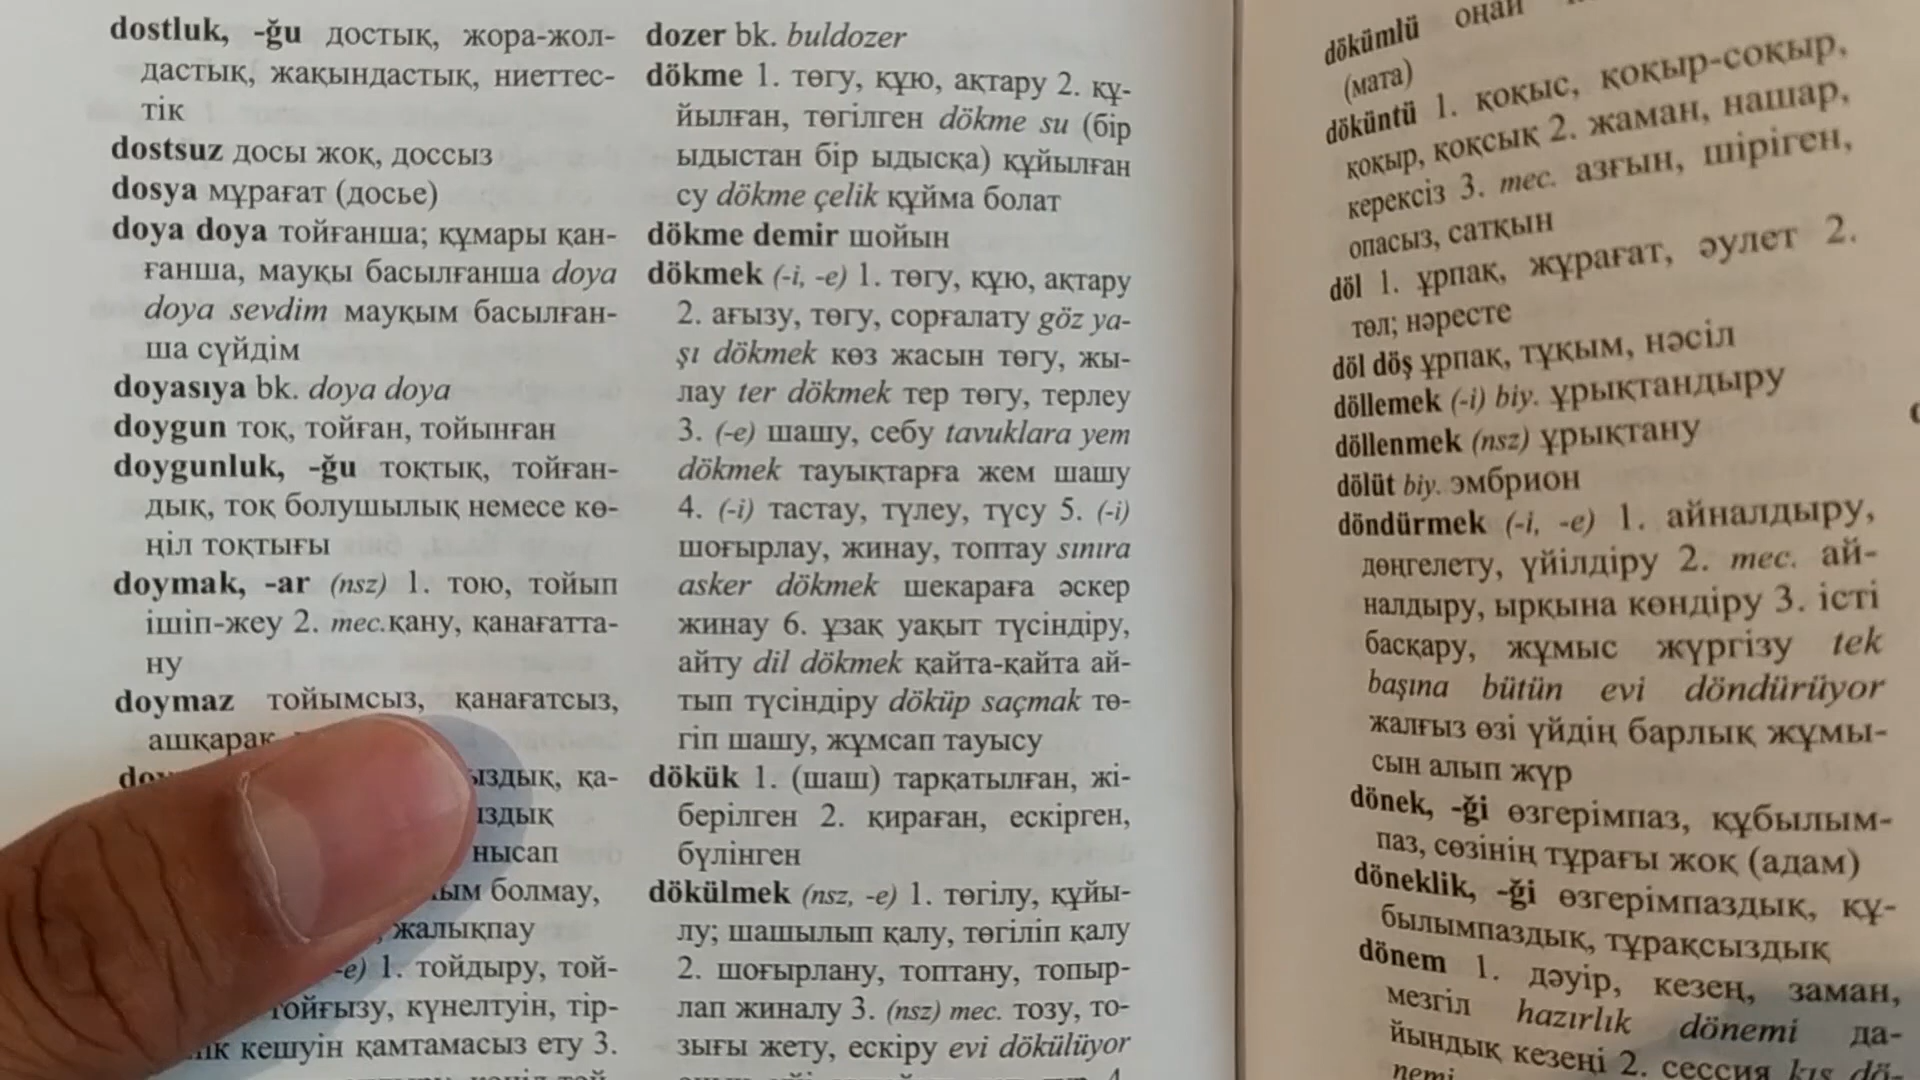 dostluk, -ğu достық, жора-жол-
дастық, жақындастық, ниеттес-
тік
dostsuz досы жоқ, доссыз
dosya мұрағат (досье)
doya doya тойғанша; құмары қан-
ғанша, мауқы басылғанша doya
doya sevdim мауқым басылған-
ша сүйдім
doyasıya bk. doya doya
doygun тоқ, тойған, тойынған
doygunluk, -ğu тоқтық, тойған-
дық, тоқ болушылық немесе кө-
ңіл тоқтығы
doymak, -ar (nsz) 1. тою, тойып
ішіп-жеу 2. mec.қану, қанағатта-
ну
doymaz тойымсыз, қанағатсыз,
ашқарақ
қа-
нысап
болмау,
жалықпау
1. тойдыру, той-
тойғызу, күнелтуін, тір-
кешуін қамтамасыз ету 3.
dozer bk. buldozer
dökme 1. төгу, құю, ақтару 2. құ-
йылған, төгілген dökme su (бір
ыдыстан бір ыдысқа) құйылған
су dökme çelik құйма болат
dökme demir шойын
dökmek (-i, -e) 1. төгу, құю, ақтару
2. ағызу, төгу, сорғалату göz ya-
şı dökmek көз жасын төгу, жы-
лау ter dökmek тер төгу, терлеу
3. (-e) шашу, себу tavuklara yem
dökmek тауықтарға жем шашу
4. (-i) тастау, түлеу, түсу 5. (-i)
шоғырлау, жинау, топтау sınıra
asker dökmek шекараға әскер
жинау 6. ұзақ уақыт түсіндіру,
айту dil dökmek қайта-қайта ай-
тып түсіндіру döküp saçmak тө-
гіп шашу, жұмсап тауысу
dökük 1. (шаш) тарқатылған, жі-
берілген 2. қираған, ескірген,
бүлінген
dökülmek (nsz, -e) 1. төгілу, құйы-
лу; шашылып қалу, төгіліп қалу
2. шоғырлану, топтану, топыр-
лап жиналу 3. (nsz) mec. тозу, то-
зығы жету, ескіру evi dökülüyor
dökümlü оңай
(мата)
döküntü 1. қоқыс, қоқыр-соқыр,
қоқыр, қоқсық 2. жаман, нашар,
керексіз 3. mec. азғын, шіріген,
опасыз, сатқын
döl 1. ұрпақ, жұрағат, әулет 2.
төл; нәресте
döl döş ұрпақ, тұқым, нәсіл
döllemek (-i) biy. ұрықтандыру
döllenmek (nsz) ұрықтану
dölüt biy. эмбрион
döndürmek (-i, -e) 1. айналдыру,
дөңгелету, үйілдіру 2. mec. ай-
налдыру, ырқына көндіру 3. істі
басқару, жұмыс жүргізу tek
başına bütün evi döndürüyor
жалғыз өзі үйдің барлық жұмы-
сын алып жүр
dönek, -ği өзгерімпаз, құбылым-
паз, сөзінің тұрағы жоқ (адам)
döneklik, -ği өзгерімпаздық, құ-
былымпаздық, тұрақсыздық
dönem 1. дәуір, кезең, заман,
мезгіл hazırlık dönemi да-
йындық кезеңі 2. сессия kış dö-
nemi